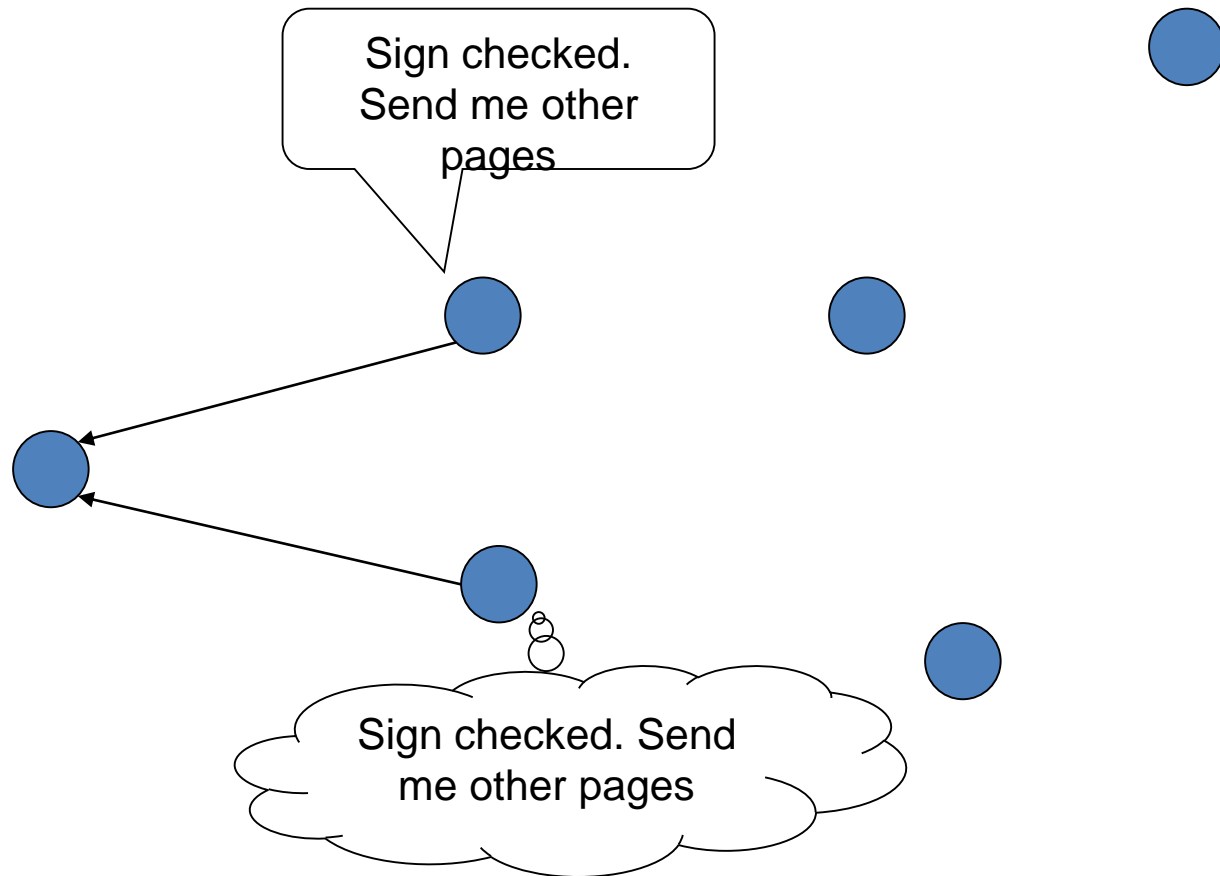 Sign checked.
Send me other
pages
Sign checked. Send
me other pages